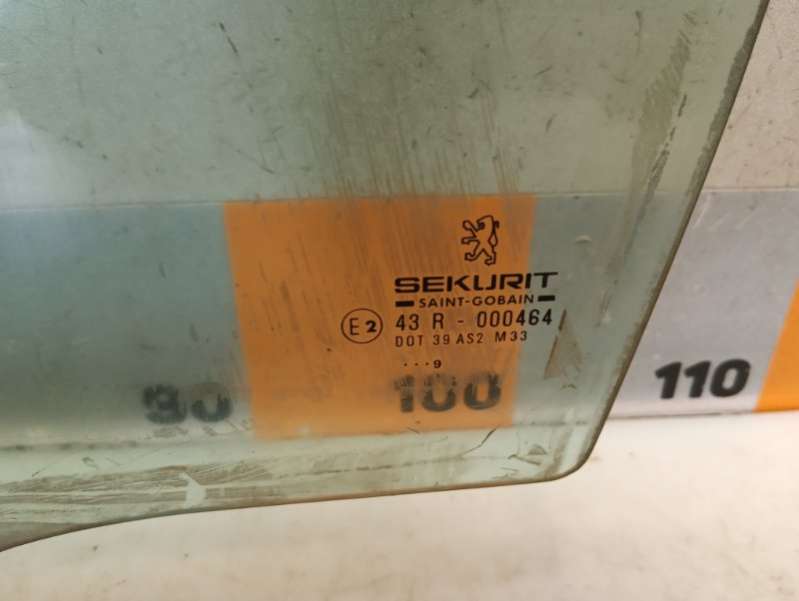 SEKURIT
SAINT-GOBAIN
E2 43 R - 000464
DOT 39 AS2 M33
...9
90 100 110